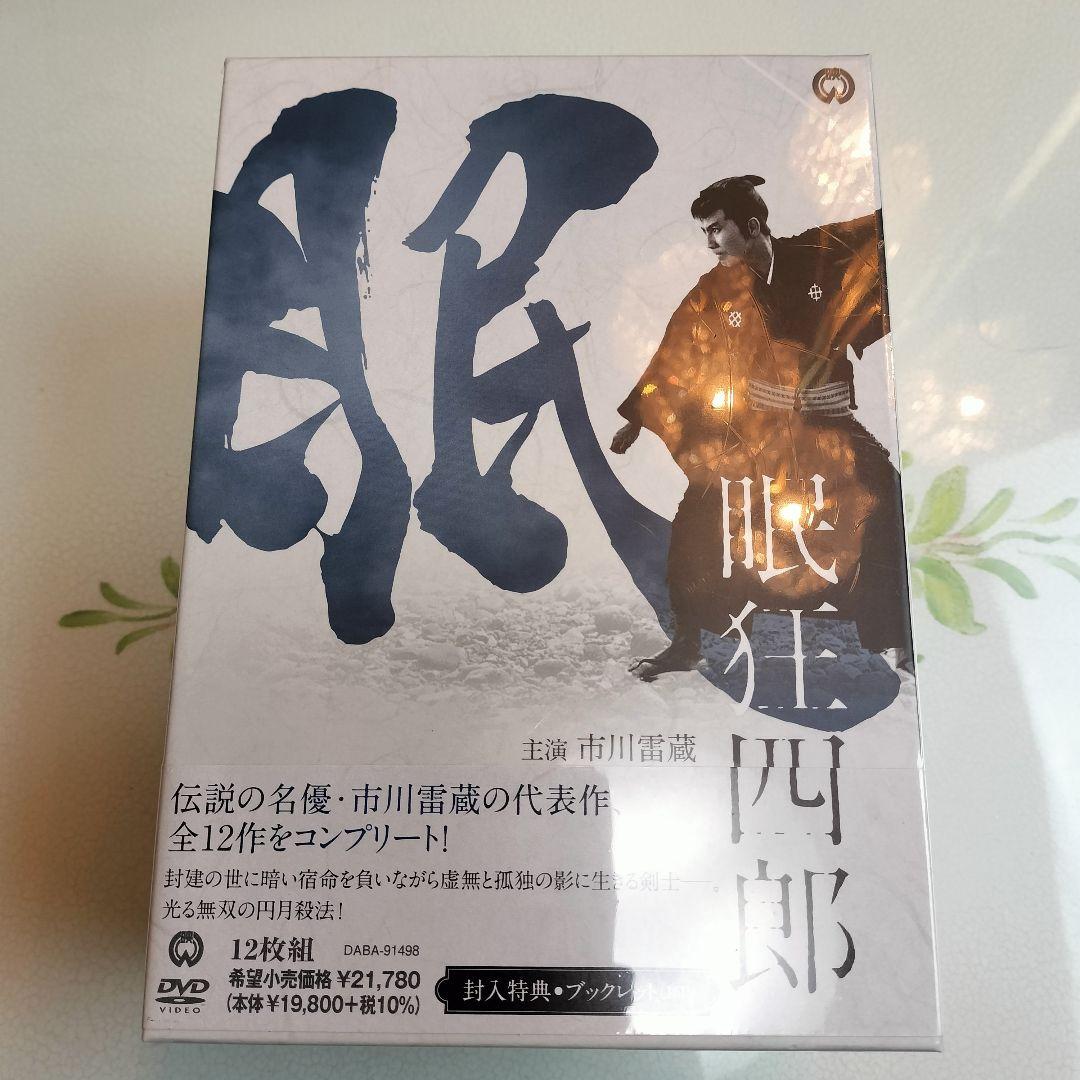 眠
眠狂四郎
主演 市川雷蔵
伝説の名優・市川雷蔵の代表作、
全12作をコンプリート!
封建の世に暗い宿命を負いながら虚無と孤独の影に生きる剣士——。
光る無双の円月殺法!
12枚組 DABA-91498
希望小売価格 ¥21,780
(本体 ¥19,800+税10%)
DVD
VIDEO
封入特典・ブックレット